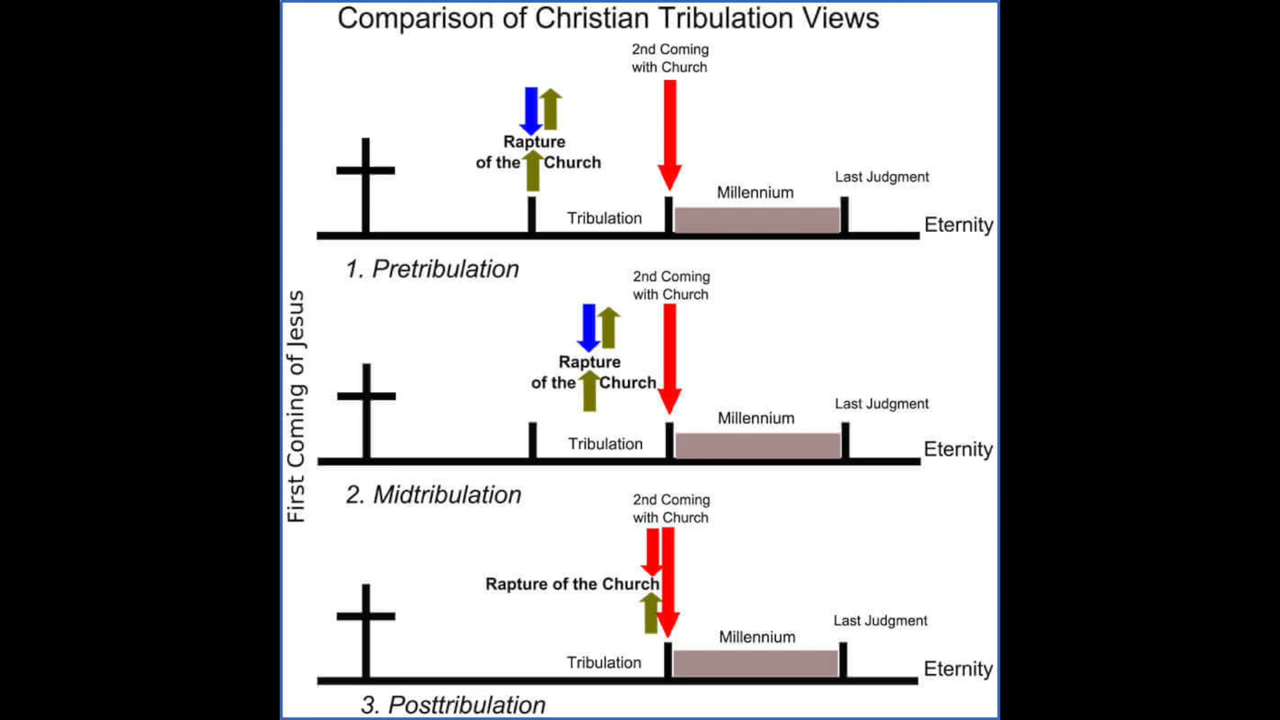 Comparison of Christian Tribulation Views
2nd Coming
with Church
Rapture
of the Church
Last Judgment
Millennium
Tribulation
Eternity
1. Pretribulation
First Coming of Jesus
2nd Coming
with Church
Rapture
of the Church
Last Judgment
Millennium
Tribulation
Eternity
2. Midtribulation
2nd Coming
with Church
Rapture of the Church
Last Judgment
Millennium
Tribulation
Eternity
3. Posttribulation